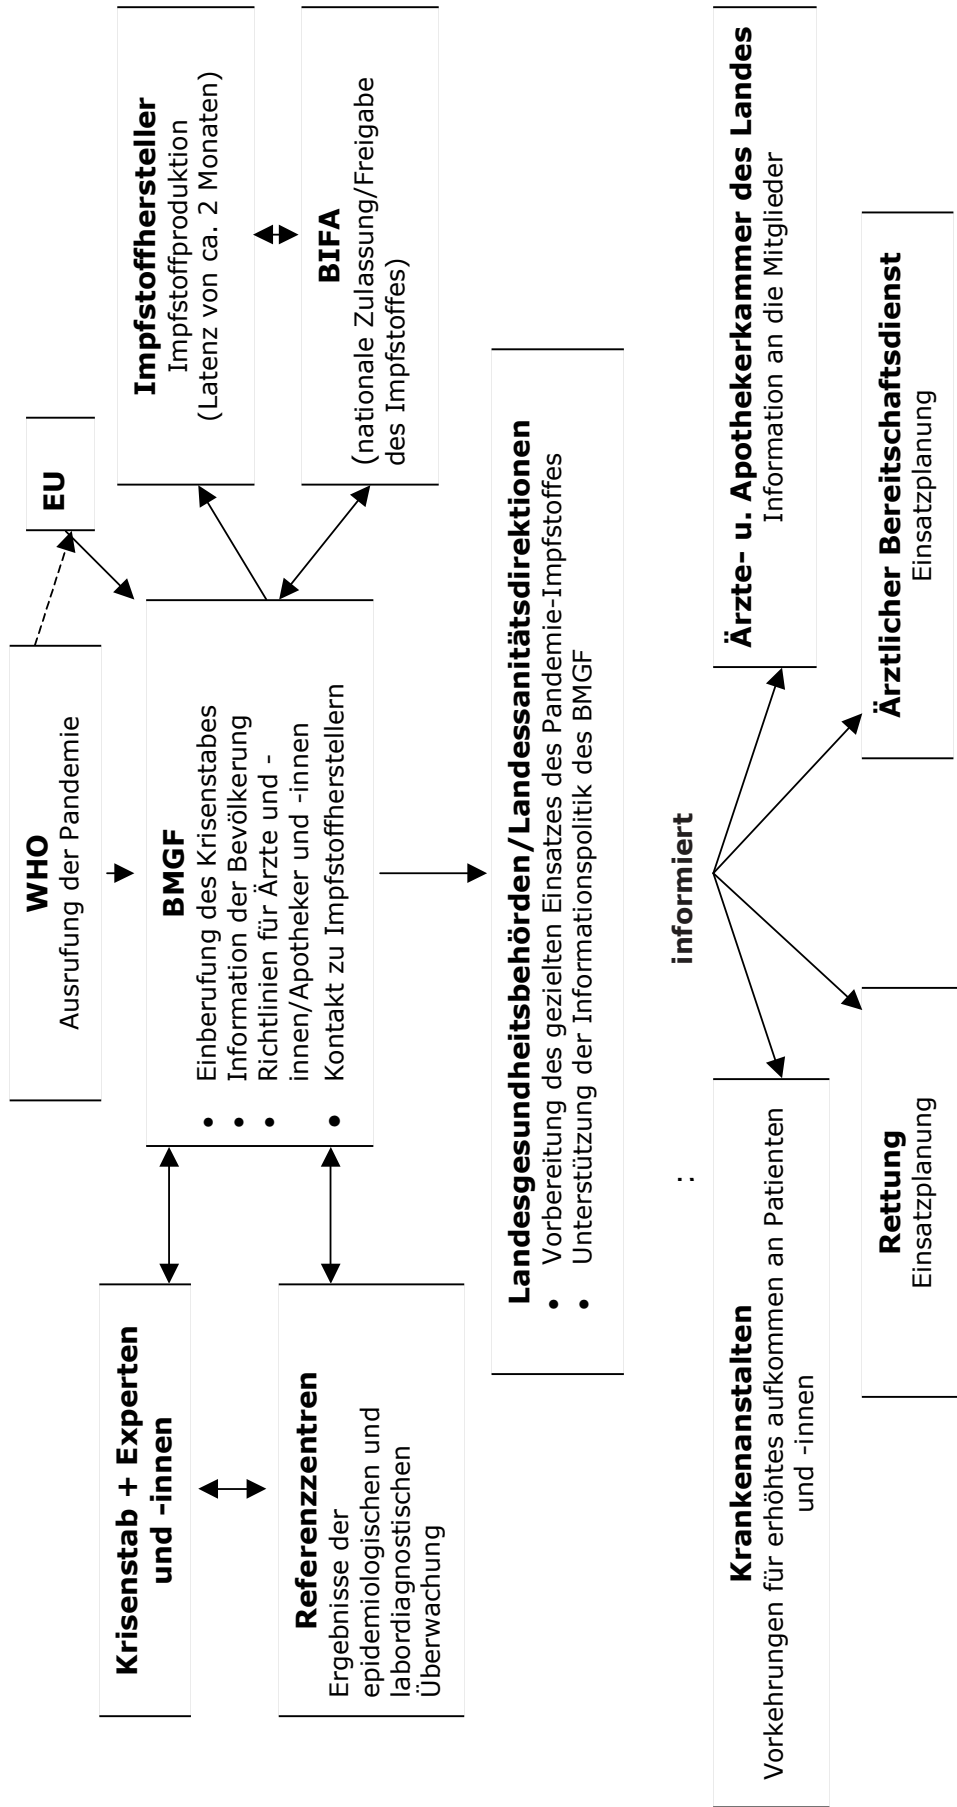 WHO
Ausrufung der Pandemie
EU
Krisenstab + Experten
und -innen
BMGF
• Einberufung des Krisenstabes
• Information der Bevölkerung
• Richtlinien für Ärzte und -
innen/Apotheker und -innen
• Kontakt zu Impfstoffherstellern
Impfstoffhersteller
Impfstoffproduktion
(Latenz von ca. 2 Monaten)
Referenzzentren
Ergebnisse der
epidemiologischen und
labordiagnostischen
Überwachung
BIFA
(nationale Zulassung/Freigabe
des Impfstoffes)
Landesgesundheitsbehörden/Landessanitätsdirektionen
• Vorbereitung des gezielten Einsatzes des Pandemie-Impfstoffes
• Unterstützung der Informationspolitik des BMGF
:
informiert
Krankenanstalten
Vorkehrungen für erhöhtes aufkommen an Patienten
und -innen
Ärzte- u. Apothekerkammer des Landes
Information an die Mitglieder
Rettung
Einsatzplanung
Ärztlicher Bereitschaftsdienst
Einsatzplanung